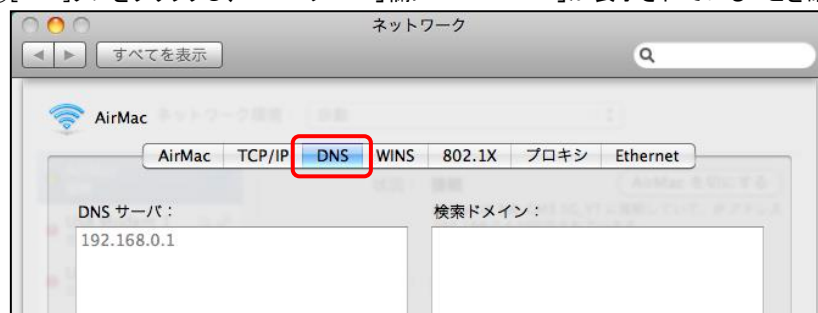 ネットワーク
すべてを表示
AirMac
AirMac TCP/IP DNS WINS 802.1X プロキシ Ethernet
DNS サーバ： 検索ドメイン：
192.168.0.1